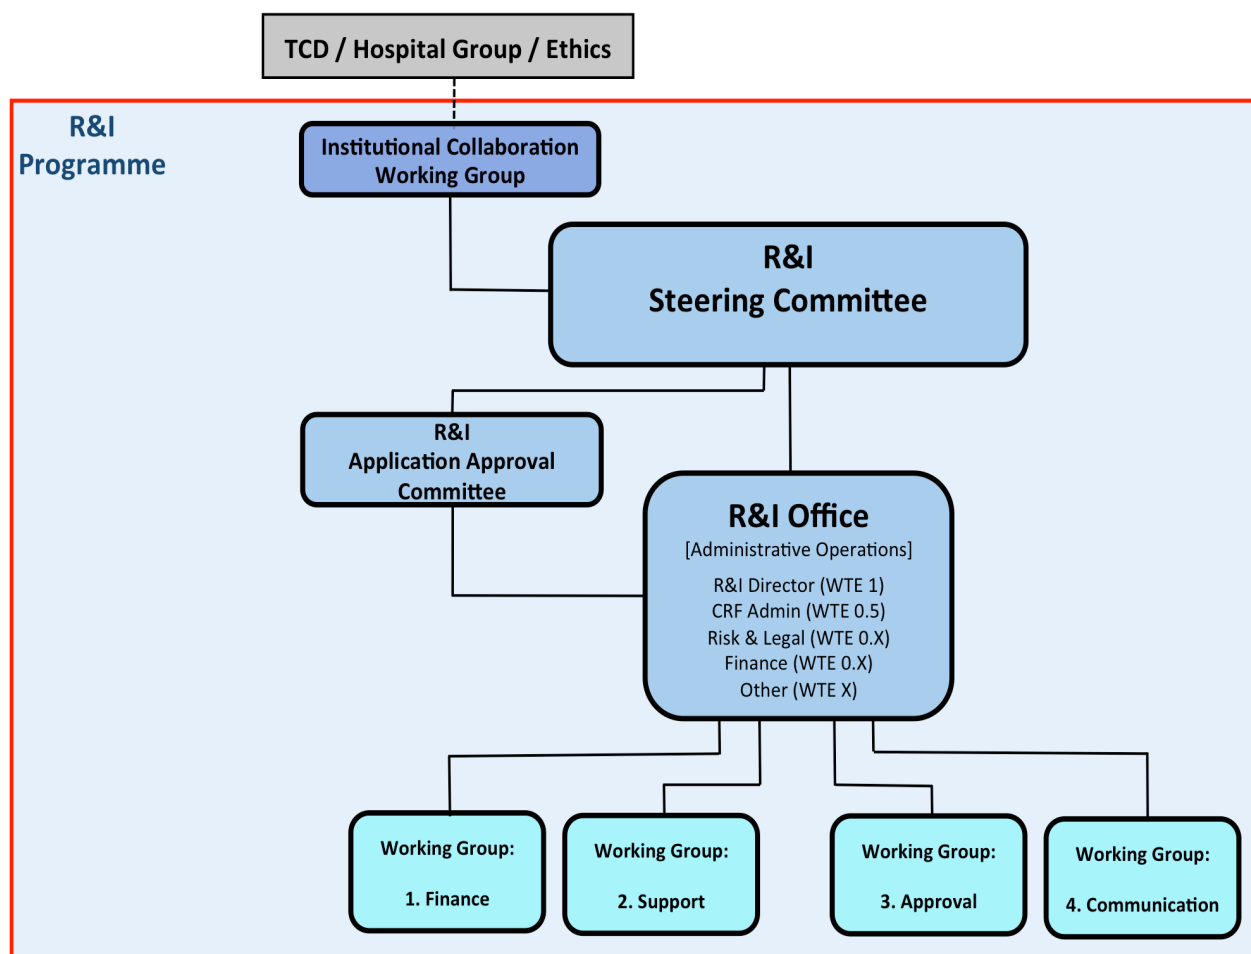 TCD / Hospital Group / Ethics
R&I
Programme
Institutional Collaboration
Working Group
R&I
Steering Committee
R&I
Application Approval
Committee
R&I Office
[Administrative Operations]
R&I Director (WTE 1)
CRF Admin (WTE 0.5)
Risk & Legal (WTE 0.X)
Finance (WTE 0.X)
Other (WTE X)
Working Group:
1. Finance
Working Group:
2. Support
Working Group:
3. Approval
Working Group:
4. Communication